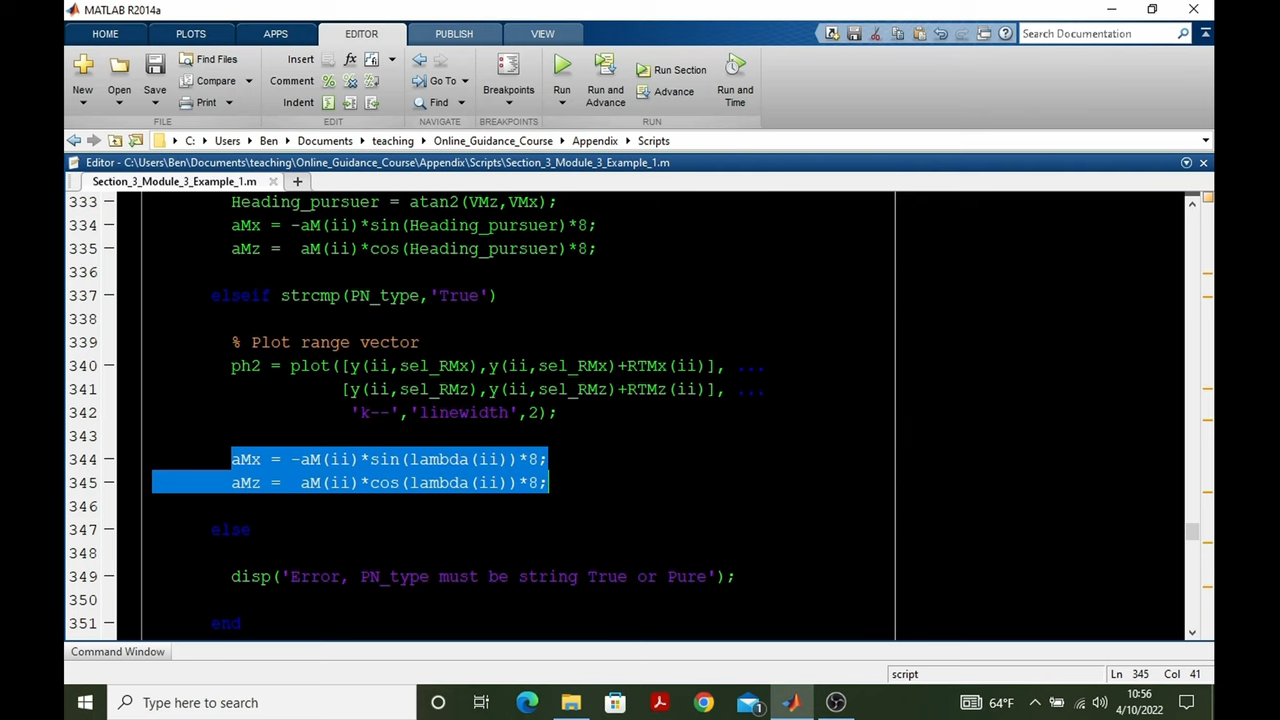 MATLAB R2014a
HOME PLOTS APPS EDITOR PUBLISH VIEW Search Documentation
New Open Save Find Files Compare Print
Insert Comment Indent
Go To Find
Breakpoints
Run Run and Advance Run Section Advance Run and Time
FILE EDIT NAVIGATE BREAKPOINTS RUN
C: Users Ben Documents teaching Online_Guidance_Course Appendix Scripts
Editor - C:\Users\Ben\Documents\teaching\Online_Guidance_Course\Appendix\Scripts\Section_3_Module_3_Example_1.m
Section_3_Module_3_Example_1.m
333 Heading_pursuer = atan2(VMz,VMx);
334 aMx = -aM(ii)*sin(Heading_pursuer)*8;
335 aMz =  aM(ii)*cos(Heading_pursuer)*8;
336
337 elseif strcmp(PN_type,'True')
338
339 % Plot range vector
340 ph2 = plot([y(ii,sel_RMx),y(ii,sel_RMx)+RTMx(ii)], ...
341 [y(ii,sel_RMz),y(ii,sel_RMz)+RTMz(ii)], ...
342 'k--','linewidth',2);
343
344 aMx = -aM(ii)*sin(lambda(ii))*8;
345 aMz =  aM(ii)*cos(lambda(ii))*8;
346
347 else
348
349 disp('Error, PN_type must be string True or Pure');
350
351 end
Command Window
script Ln 345 Col 41
Type here to search
1
64°F
10:56
4/10/2022